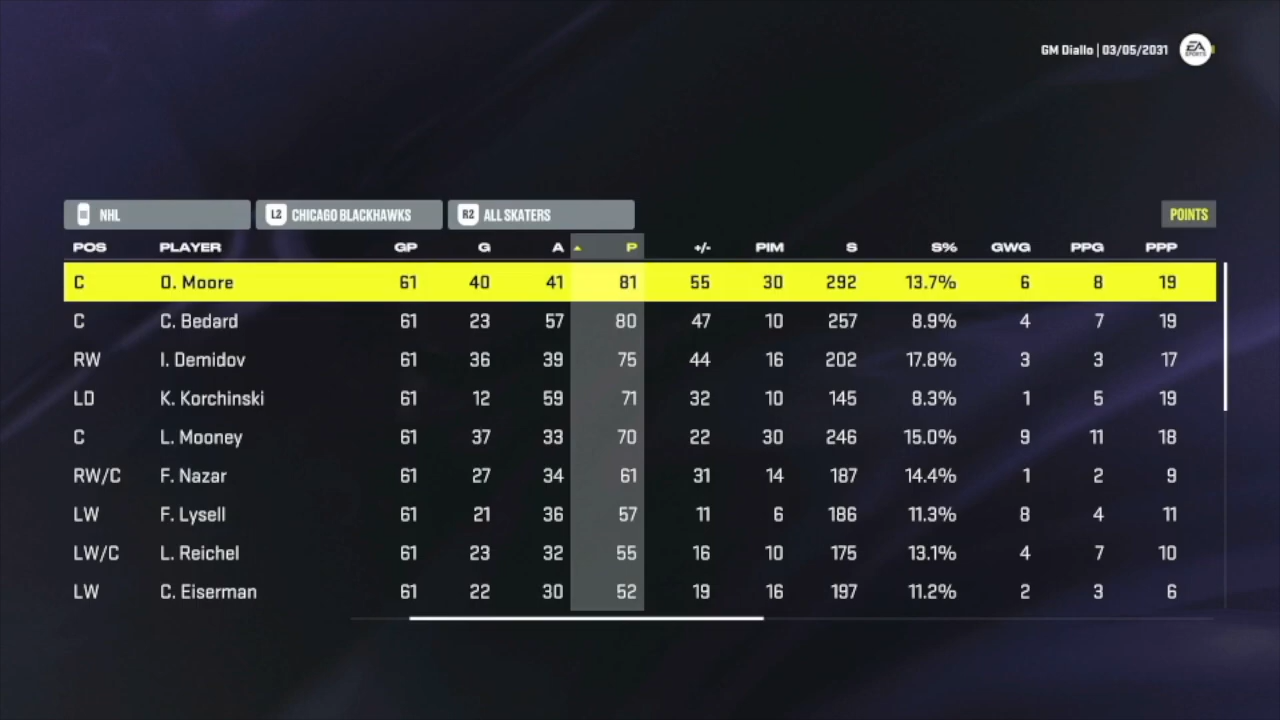 GM Diallo | 03/05/2031 EA SPORTS
NHL L2 CHICAGO BLACKHAWKS R2 ALL SKATERS POINTS
POS PLAYER GP G A P +/- PIM S S% GWG PPG PPP
C O. Moore 61 40 41 81 55 30 292 13.7% 6 8 19
C C. Bedard 61 23 57 80 47 10 257 8.9% 4 7 19
RW I. Demidov 61 36 39 75 44 16 202 17.8% 3 3 17
LD K. Korchinski 61 12 59 71 32 10 145 8.3% 1 5 19
C L. Mooney 61 37 33 70 22 30 246 15.0% 9 11 18
RW/C F. Nazar 61 27 34 61 31 14 187 14.4% 1 2 9
LW F. Lysell 61 21 36 57 11 6 186 11.3% 8 4 11
LW/C L. Reichel 61 23 32 55 16 10 175 13.1% 4 7 10
LW C. Eiserman 61 22 30 52 19 16 197 11.2% 2 3 6